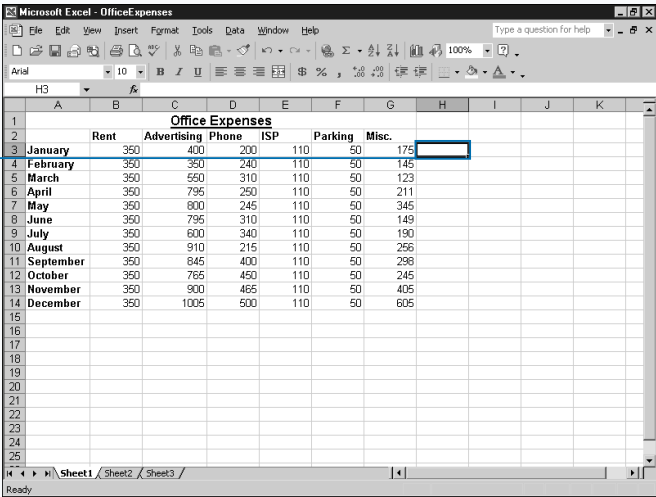 Microsoft Excel - OfficeExpenses
File Edit View Insert Format Tools Data Window Help Type a question for help
Arial 10 B I U $ % , 100%
H3 fx
A B C D E F G H I J K
1 Office Expenses
2 Rent Advertising Phone ISP Parking Misc.
3 January 350 400 200 110 50 175
4 February 350 350 240 110 50 145
5 March 350 550 310 110 50 123
6 April 350 795 250 110 50 211
7 May 350 800 245 110 50 345
8 June 350 795 310 110 50 149
9 July 350 600 340 110 50 190
10 August 350 910 215 110 50 256
11 September 350 845 400 110 50 298
12 October 350 765 450 110 50 245
13 November 350 900 465 110 50 405
14 December 350 1005 500 110 50 605
15
16
17
18
19
20
21
22
23
24
25
Sheet1 Sheet2 Sheet3
Ready